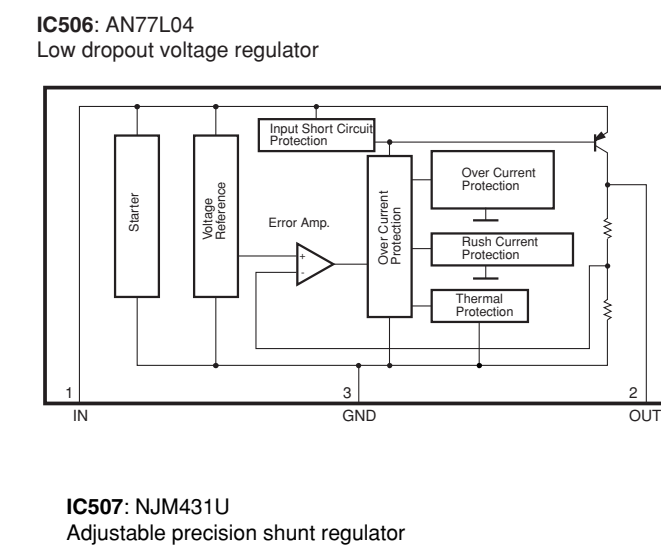 IC506: AN77L04
Low dropout voltage regulator
Input Short Circuit
Protection
Starter
Voltage
Reference
Error Amp.
+
-
Over Current
Protection
Over Current
Protection
Rush Current
Protection
Thermal
Protection
1
3
2
IN
GND
OUT
IC507: NJM431U
Adjustable precision shunt regulator